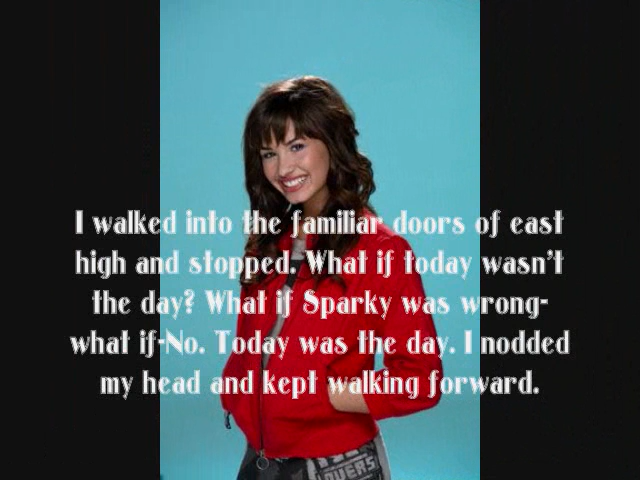 I walked into the familiar doors of east
high and stopped. What if today wasn't
the day? What if Sparky was wrong-
what if-No. Today was the day. I nodded
my head and kept walking forward.
LOVERS